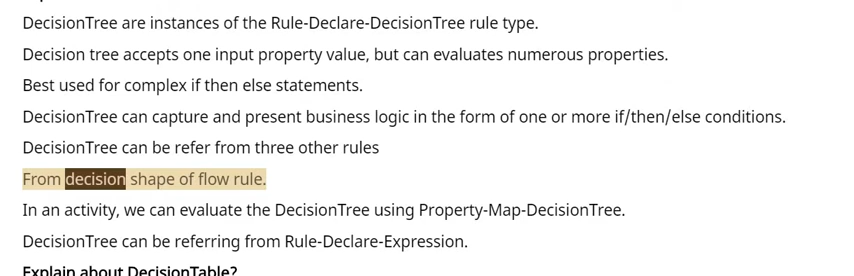 DecisionTree are instances of the Rule-Declare-DecisionTree rule type.
Decision tree accepts one input property value, but can evaluates numerous properties.
Best used for complex if then else statements.
DecisionTree can capture and present business logic in the form of one or more if/then/else conditions.
DecisionTree can be refer from three other rules
From decision shape of flow rule.
In an activity, we can evaluate the DecisionTree using Property-Map-DecisionTree.
DecisionTree can be referring from Rule-Declare-Expression.
Explain about DecisionTable?